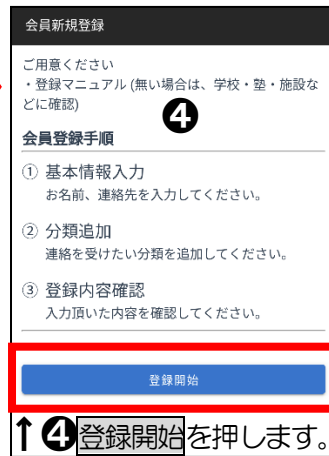 会員新規登録
ご用意ください
・登録マニュアル (無い場合は、学校・塾・施設な
どに確認)
❹
会員登録手順
① 基本情報入力
お名前、連絡先を入力してください。
② 分類追加
連絡を受けたい分類を追加してください。
③ 登録内容確認
入力頂いた内容を確認してください。
登録開始
↑❹登録開始を押します。